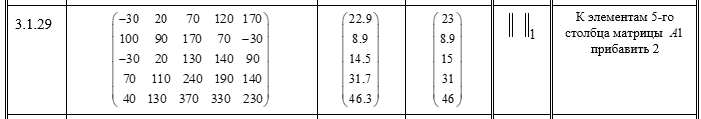 3.1.29
−30 20 70 120 170
100 90 170 70 −30
−30 20 130 140 90
70 110 240 190 140
40 130 370 330 230
22.9
8.9
14.5
31.7
46.3
23
8.9
15
31
46
‖ ‖1
К элементам 5-го
столбца матрицы A1
прибавить 2